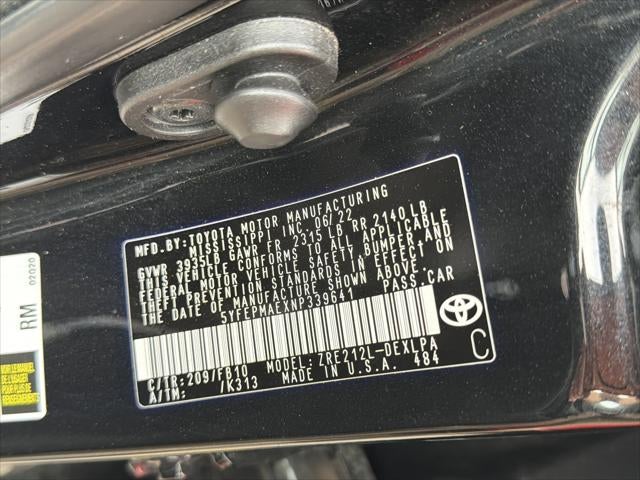 MFD. BY: TOYOTA MOTOR MANUFACTURING
MISSISSIPPI, INC. 06/22
GVWR 3935LB GAWR FR 2315 LB RR 2140 LB
THIS VEHICLE CONFORMS TO ALL APPLICABLE
FEDERAL MOTOR VEHICLE SAFETY, BUMPER, AND
THEFT PREVENTION STANDARDS IN EFFECT ON
THE DATE OF MANUFACTURE SHOWN ABOVE.
5YFEPMAEXNP339641 PASS. CAR
C/TR: 209/FB10 MODEL: ZRE212L-DEXLPA
A/TM: /K313 MADE IN U.S.A. 484
C
RM
02020